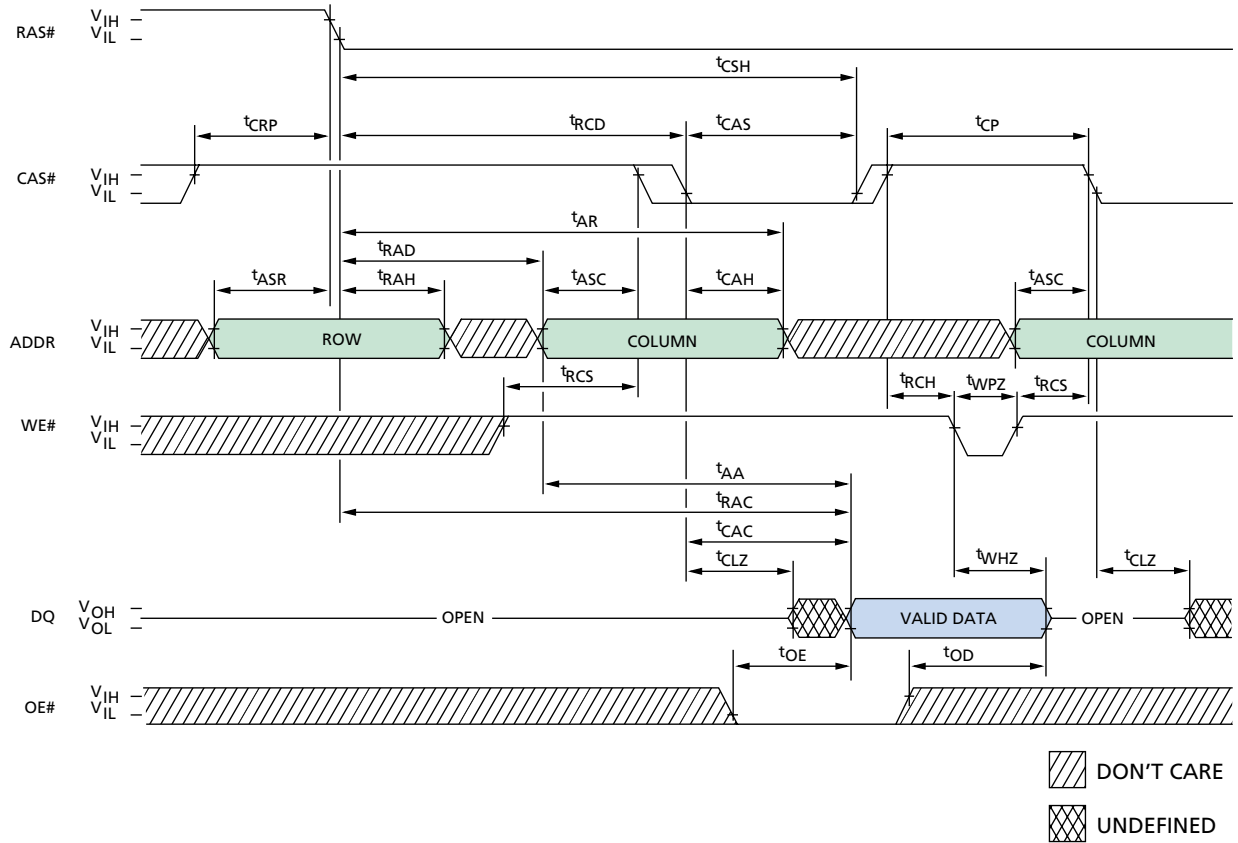 RAS#
VIH
VIL
tCSH
tCRP
tRCD
tCAS
tCP
CAS#
VIH
VIL
tAR
tRAD
tASR
tRAH
tASC
tCAH
tASC
ADDR
VIH
VIL
ROW
COLUMN
COLUMN
tRCS
tRCH
tWPZ
tRCS
WE#
VIH
VIL
tAA
tRAC
tCAC
tCLZ
tWHZ
tCLZ
DQ
VOH
VOL
OPEN
VALID DATA
OPEN
tOE
tOD
OE#
VIH
VIL
DON'T CARE
UNDEFINED